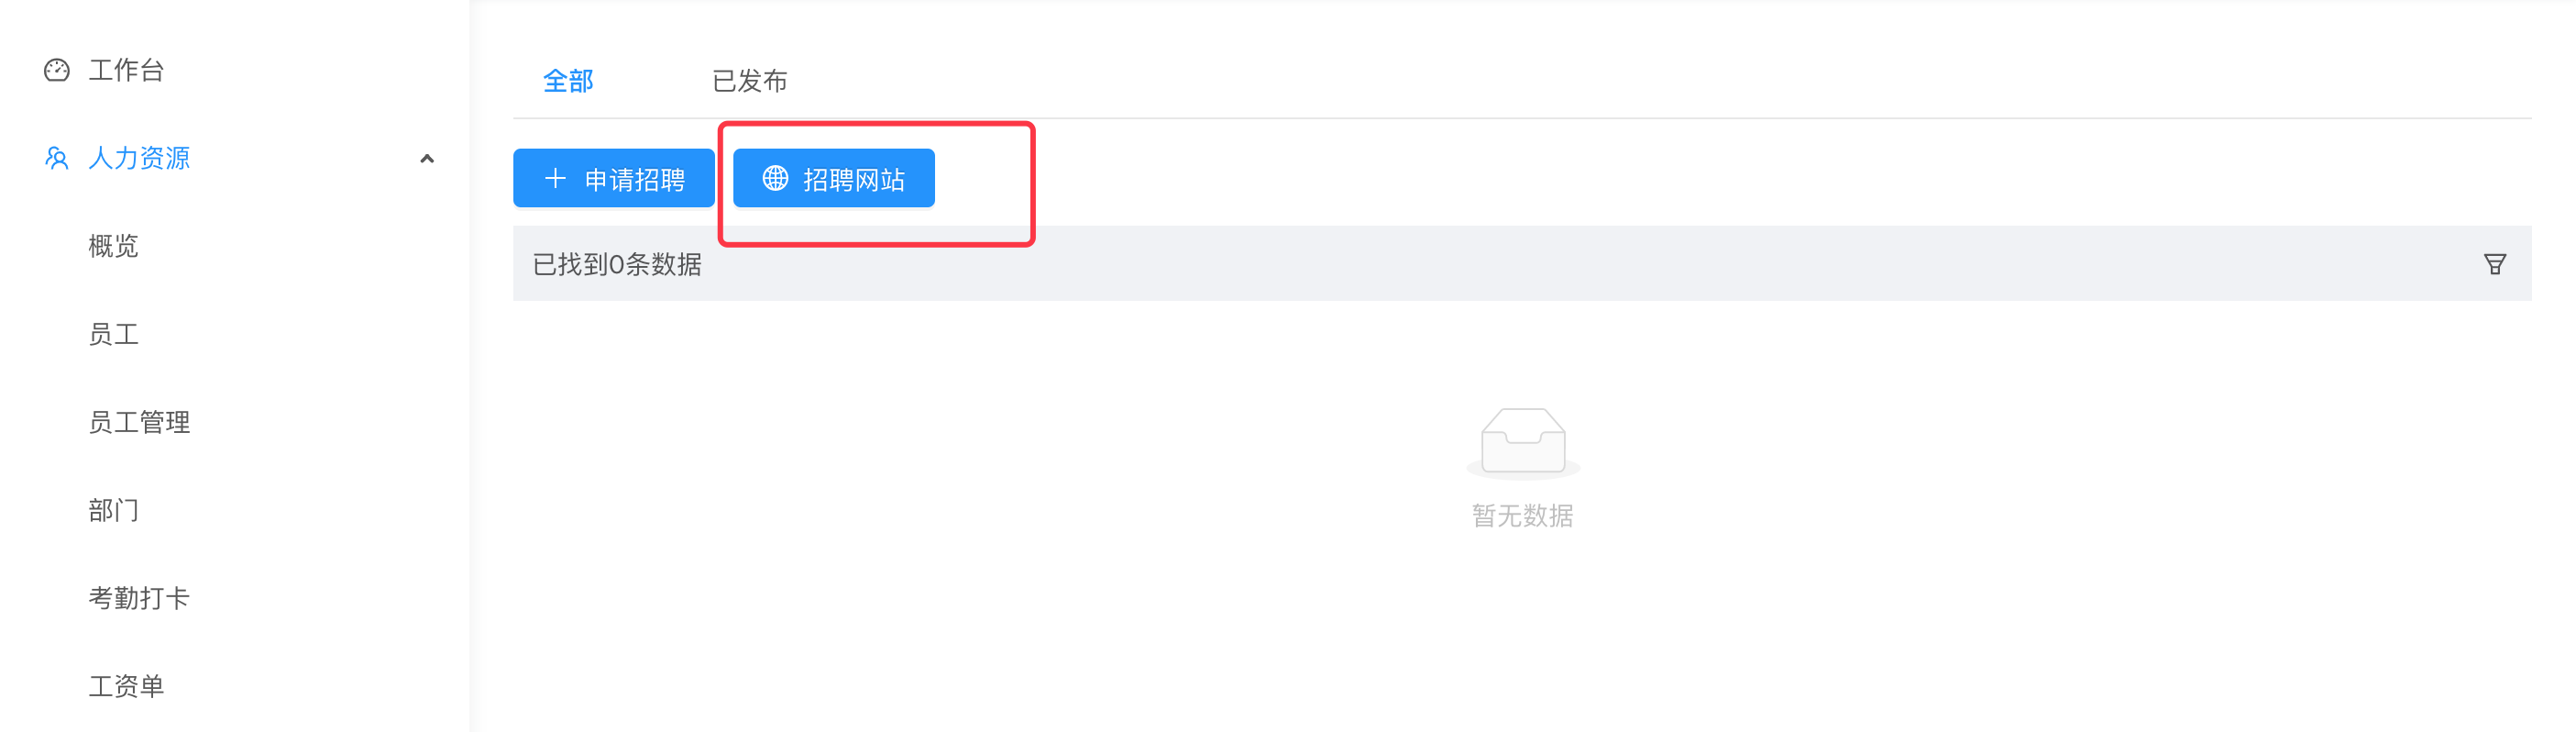 工作台
人力资源
概览
员工
员工管理
部门
考勤打卡
工资单
全部 已发布
申请招聘 招聘网站
已找到0条数据
暂无数据